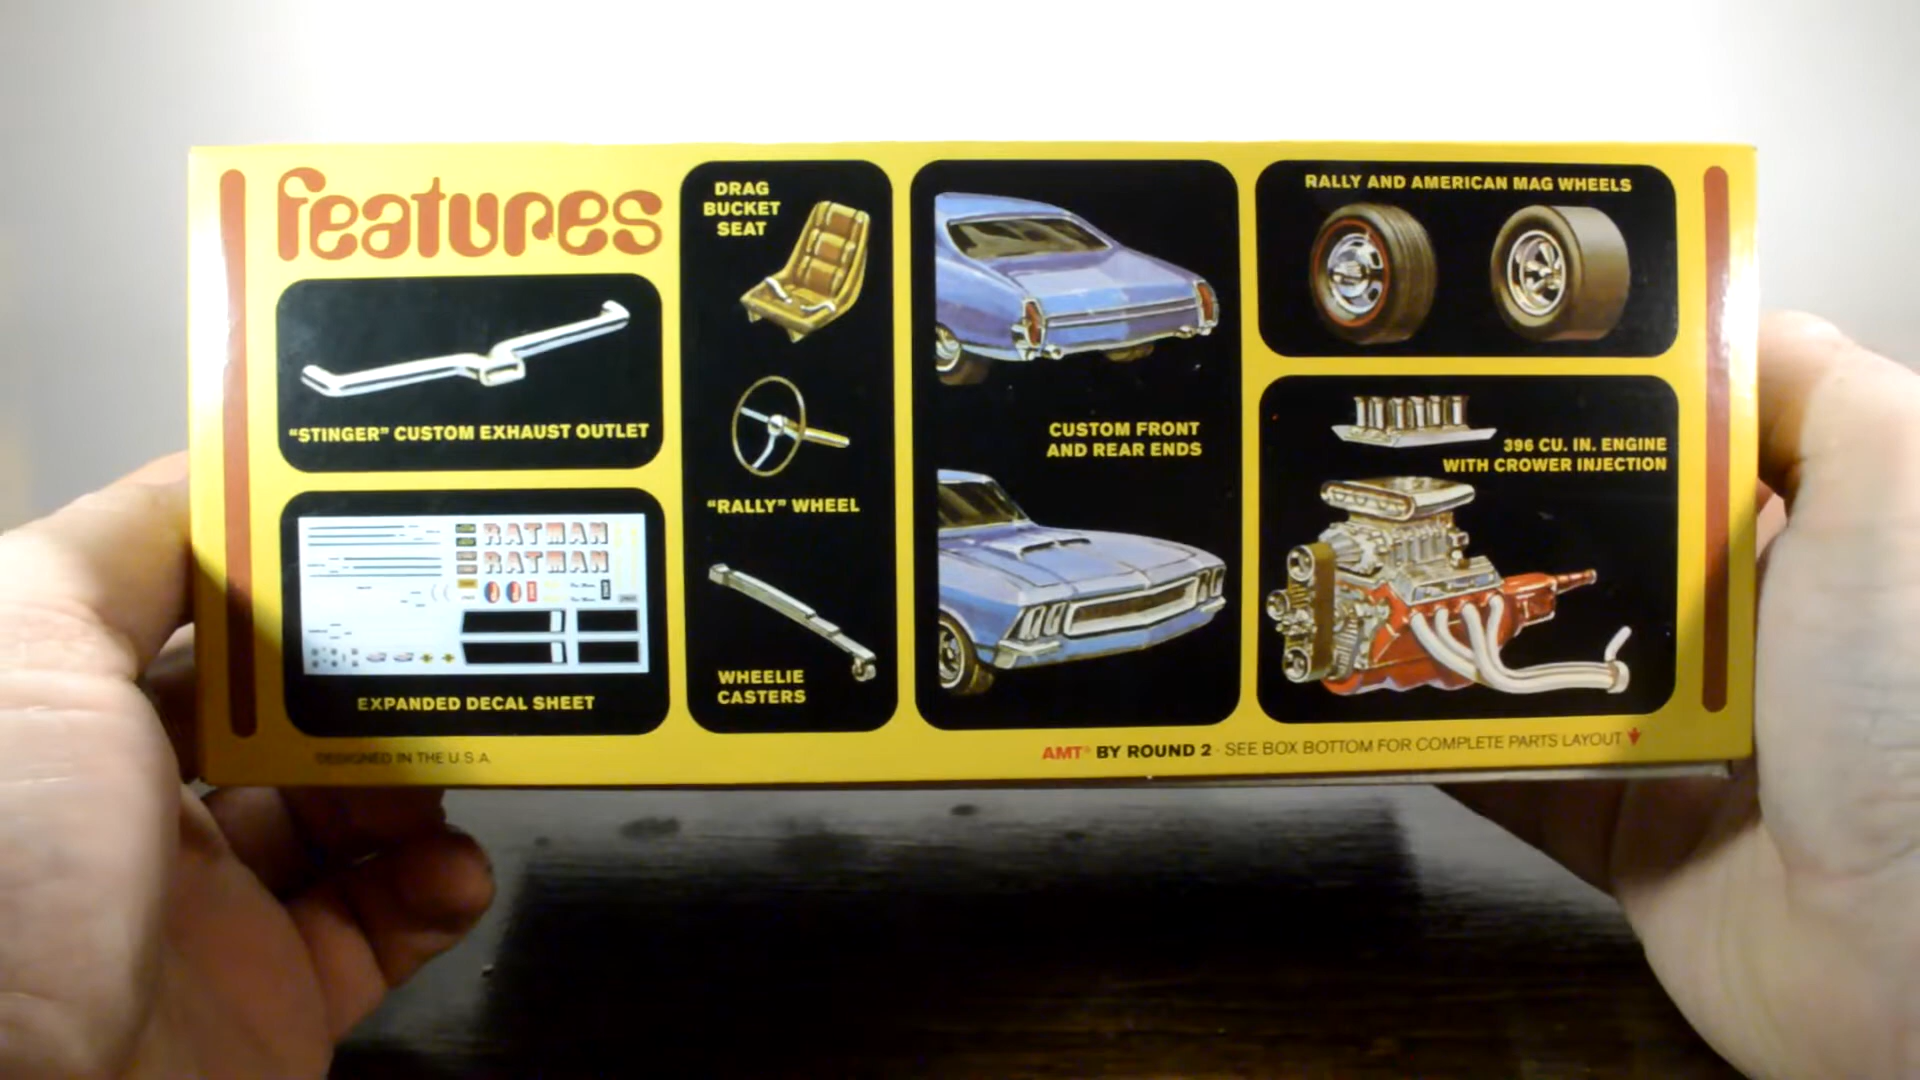 features
"STINGER" CUSTOM EXHAUST OUTLET
RATMAN
RATMAN
EXPANDED DECAL SHEET
DRAG
BUCKET
SEAT
"RALLY" WHEEL
WHEELIE
CASTERS
CUSTOM FRONT
AND REAR ENDS
RALLY AND AMERICAN MAG WHEELS
396 CU. IN. ENGINE
WITH CROWER INJECTION
DESIGNED IN THE U.S.A.
AMT® BY ROUND 2 · SEE BOX BOTTOM FOR COMPLETE PARTS LAYOUT